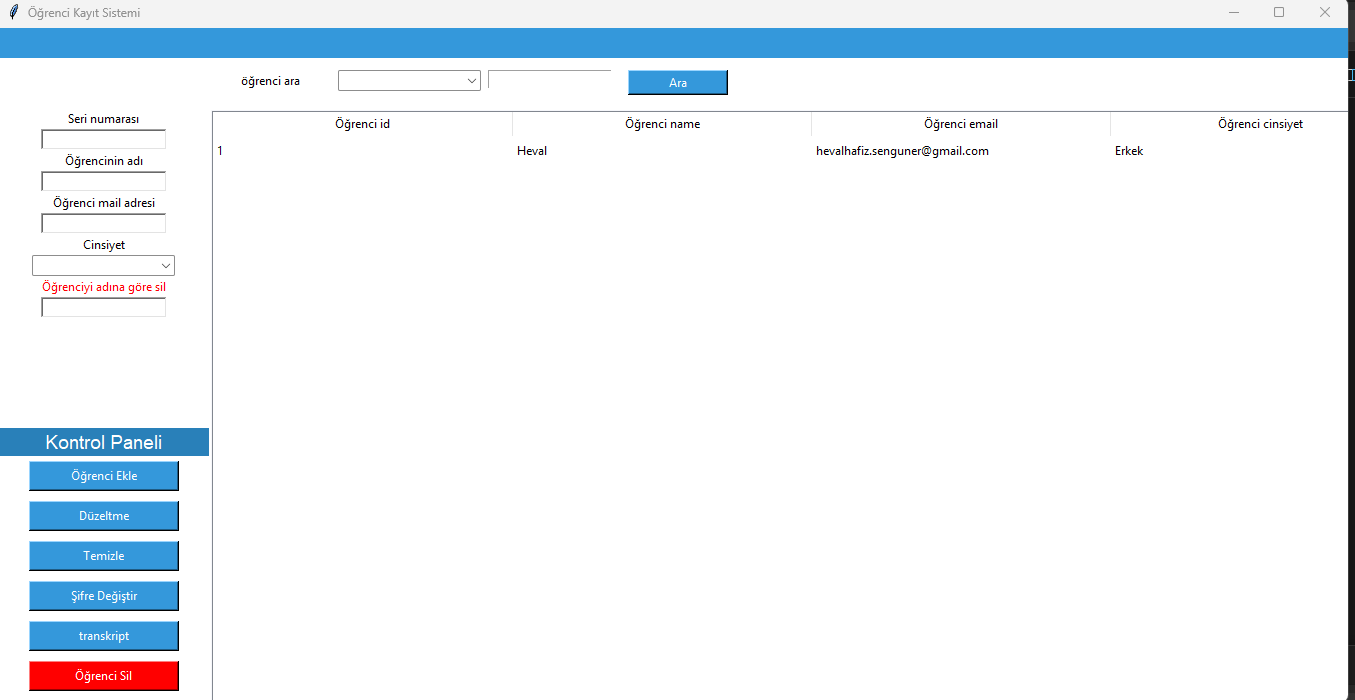 Öğrenci Kayıt Sistemi
öğrenci ara
Ara
Seri numarası
Öğrencinin adı
Öğrenci mail adresi
Cinsiyet
Öğrenciyi adına göre sil
Öğrenci id Öğrenci name Öğrenci email Öğrenci cinsiyet
1 Heval hevalhafiz.senguner@gmail.com Erkek
Kontrol Paneli
Öğrenci Ekle
Düzeltme
Temizle
Şifre Değiştir
transkript
Öğrenci Sil